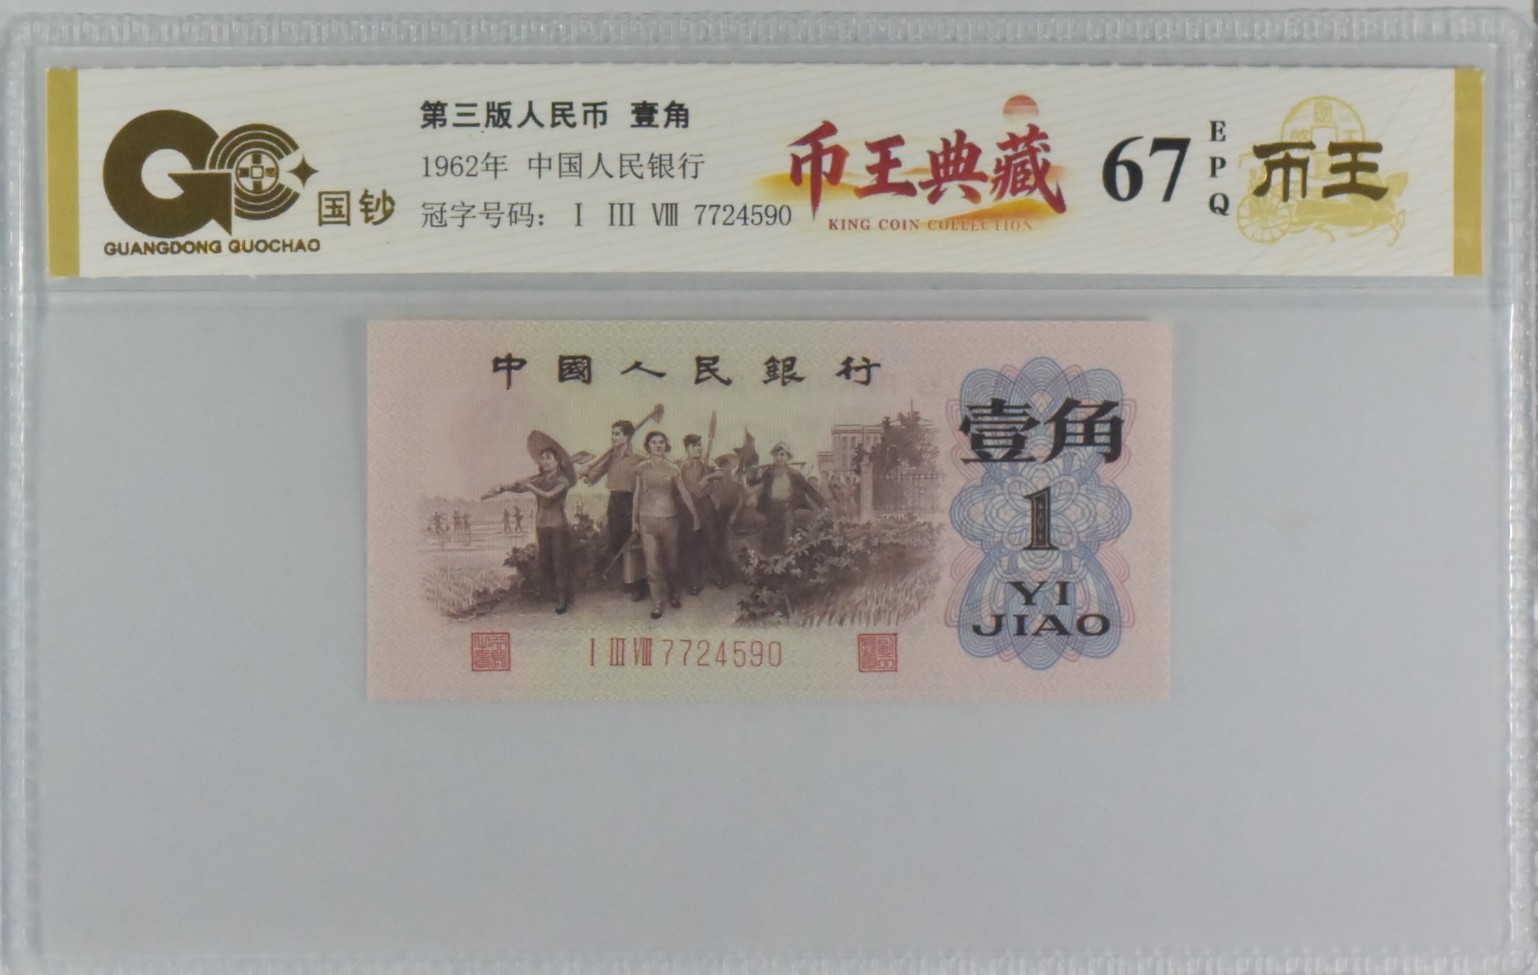 国钞
GUANGDONG GUOCHAO
第三版人民币 壹角
1962年 中国人民银行
冠字号码： I III VIII 7724590
币王典藏
KING COIN COLLECTION
67
EPQ
币王
中國人民銀行
壹角
1
YI
JIAO
I III VIII 7724590